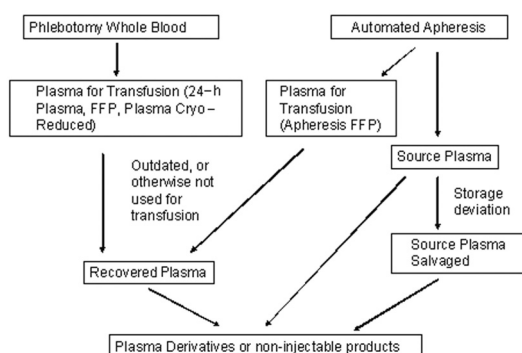 Phlebotomy Whole Blood
Automated Apheresis
Plasma for Transfusion (24-h
Plasma, FFP, Plasma Cryo –
Reduced)
Plasma for
Transfusion
(Apheresis FFP)
Source Plasma
Outdated, or
otherwise not
used for
transfusion
Storage
deviation
Recovered Plasma
Source Plasma
Salvaged
Plasma Derivatives or non-injectable products